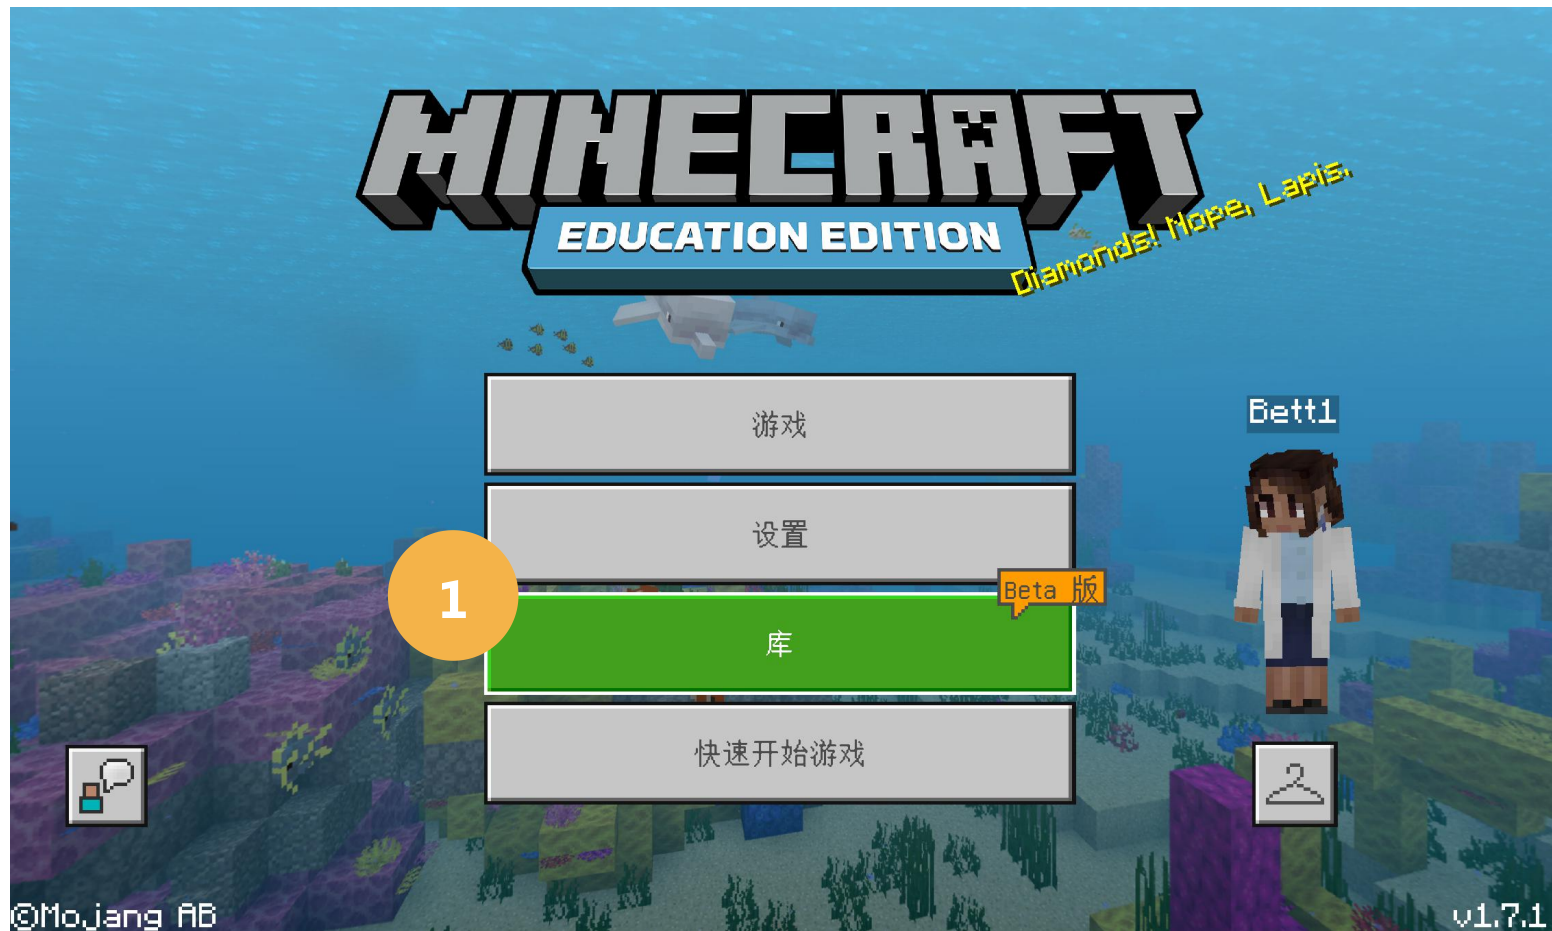 MINECRAFT
EDUCATION EDITION
Diamonds! Nope, Lapis.
游戏
Bett1
设置
1
Beta 版
库
快速开始游戏
©Mojang AB
v1.7.1